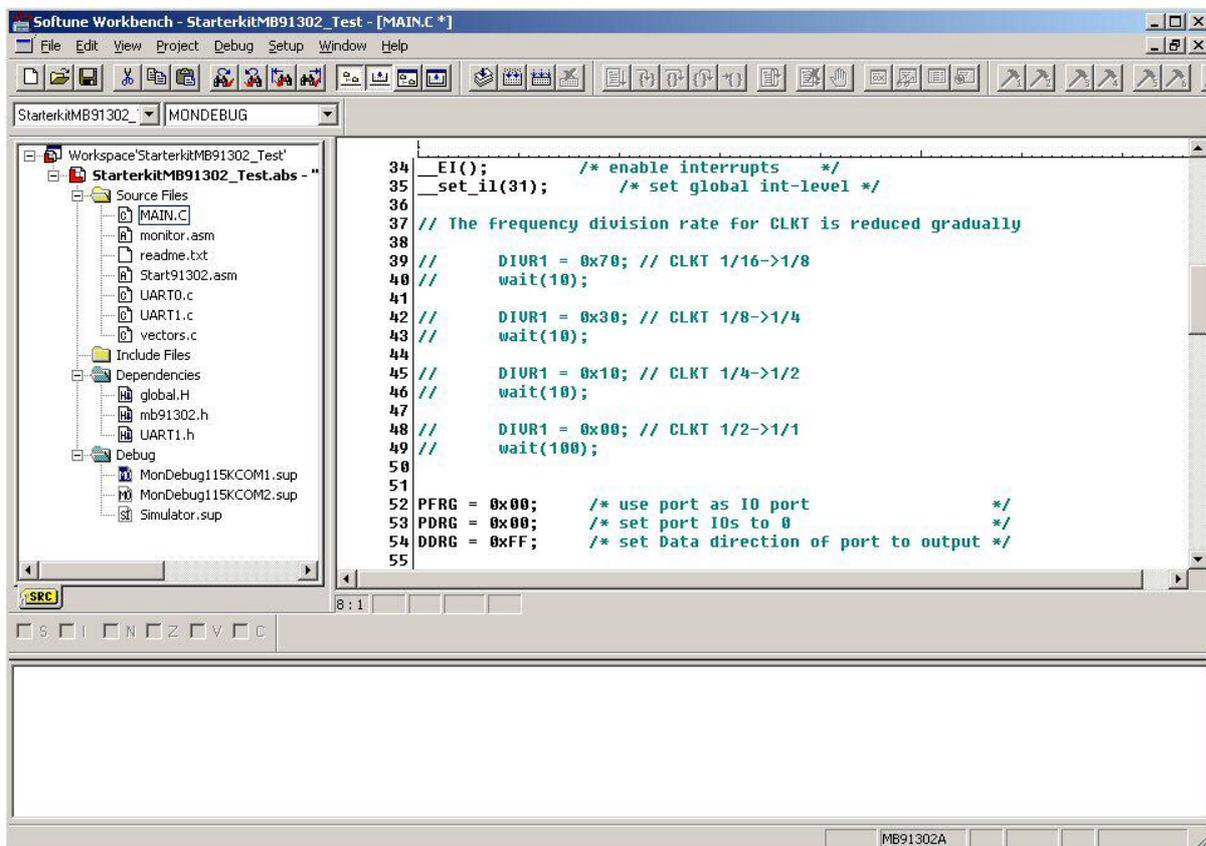 Softune Workbench - StarterkitMB91302_Test - [MAIN.C *]
File Edit View Project Debug Setup Window Help
StarterkitMB91302_ MONDEBUG
Workspace'StarterkitMB91302_Test'
StarterkitMB91302_Test.abs - "
Source Files
MAIN.C
monitor.asm
readme.txt
Start91302.asm
UART0.c
UART1.c
vectors.c
Include Files
Dependencies
global.H
mb91302.h
UART1.h
Debug
MonDebug115KCOM1.sup
MonDebug115KCOM2.sup
Simulator.sup
SRC
34 __EI(); /* enable interrupts */
35 __set_il(31); /* set global int-level */
36
37 // The frequency division rate for CLKT is reduced gradually
38
39 // DIVR1 = 0x70; // CLKT 1/16->1/8
40 // wait(10);
41
42 // DIVR1 = 0x30; // CLKT 1/8->1/4
43 // wait(10);
44
45 // DIVR1 = 0x10; // CLKT 1/4->1/2
46 // wait(10);
47
48 // DIVR1 = 0x00; // CLKT 1/2->1/1
49 // wait(100);
50
51
52 PFRG = 0x00; /* use port as IO port */
53 PDRG = 0x00; /* set port IOs to 0 */
54 DDRG = 0xFF; /* set Data direction of port to output */
55
8 : 1
S I N Z V C
MB91302A